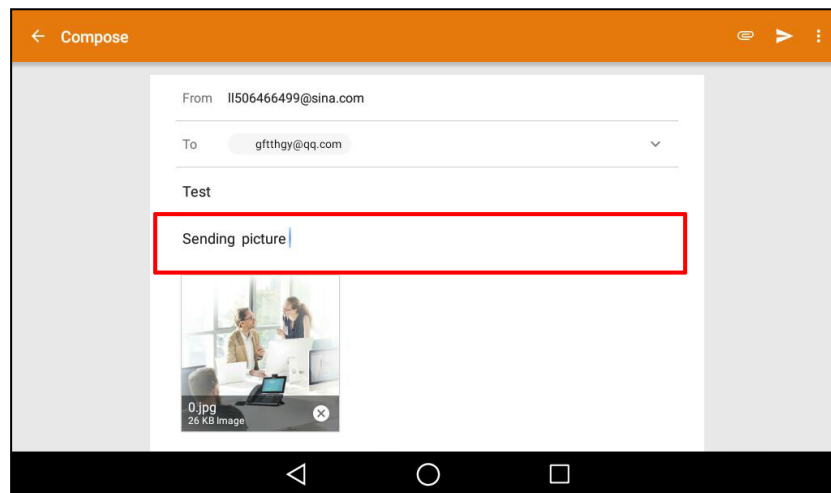 Compose
From ll506466499@sina.com
To gftthgy@qq.com
Test
Sending picture
0.jpg
26 KB Image